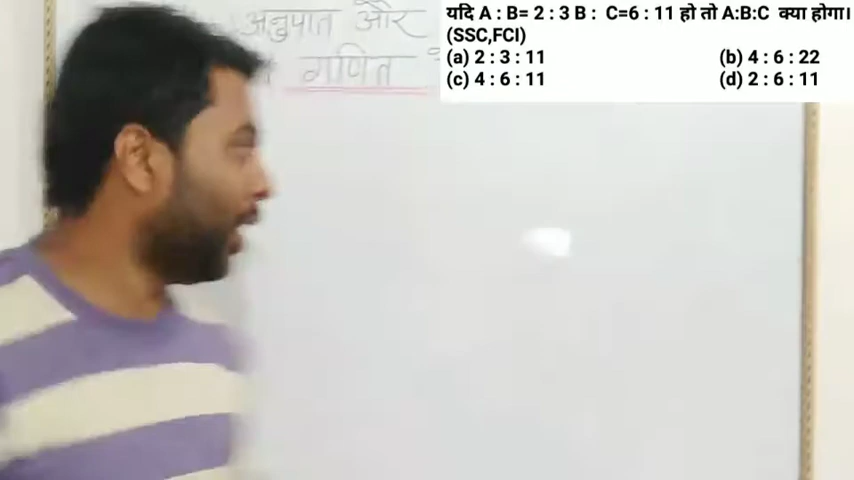 अनुपात और
गणित
यदि A : B= 2 : 3 B : C=6 : 11 हो तो A:B:C क्या होगा।
(SSC,FCI)
(a) 2 : 3 : 11 (b) 4 : 6 : 22
(c) 4 : 6 : 11 (d) 2 : 6 : 11